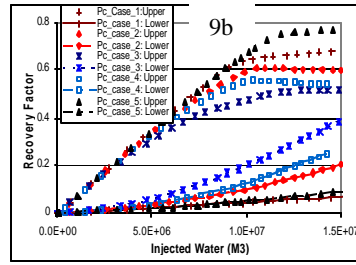 Pc_Case_1:Upper
Pc_case_1: Lower
Pc_case_2: Upper
Pc_case_2: Lower
Pc_case_3: Upper
Pc_case_3: Lower
Pc_case_4: Upper
Pc_case_4: Lower
Pc_case_5: Upper
Pc_case_5: Lower
9b
Recovery Factor
0.8
0.6
0.4
0.2
0
0.0E+00
5.0E+06
1.0E+07
1.5E+07
Injected Water (M3)